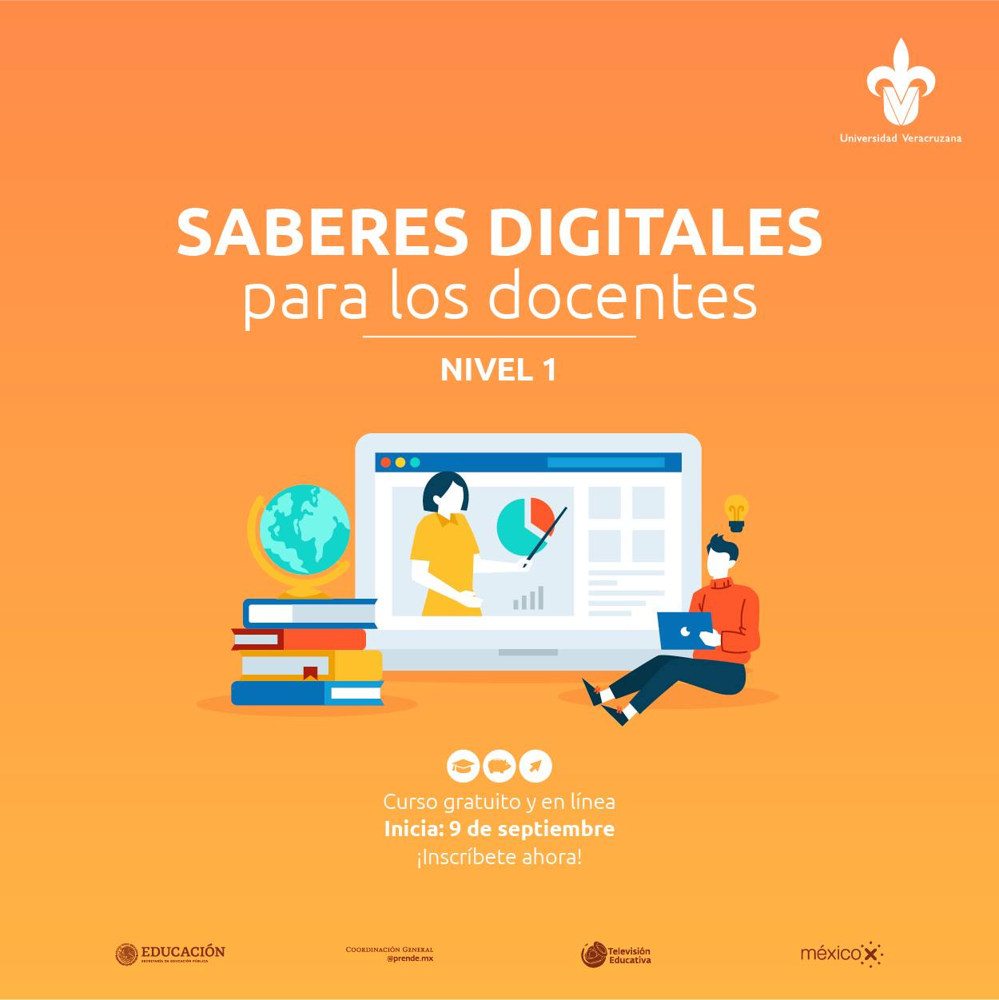 Universidad Veracruzana
SABERES DIGITALES
para los docentes
NIVEL 1
Curso gratuito y en línea
Inicia: 9 de septiembre
¡Inscríbete ahora!
EDUCACIÓN
SECRETARÍA DE EDUCACIÓN PÚBLICA
COORDINACIÓN GENERAL
@prende.mx
Televisión
Educativa
méxicoX